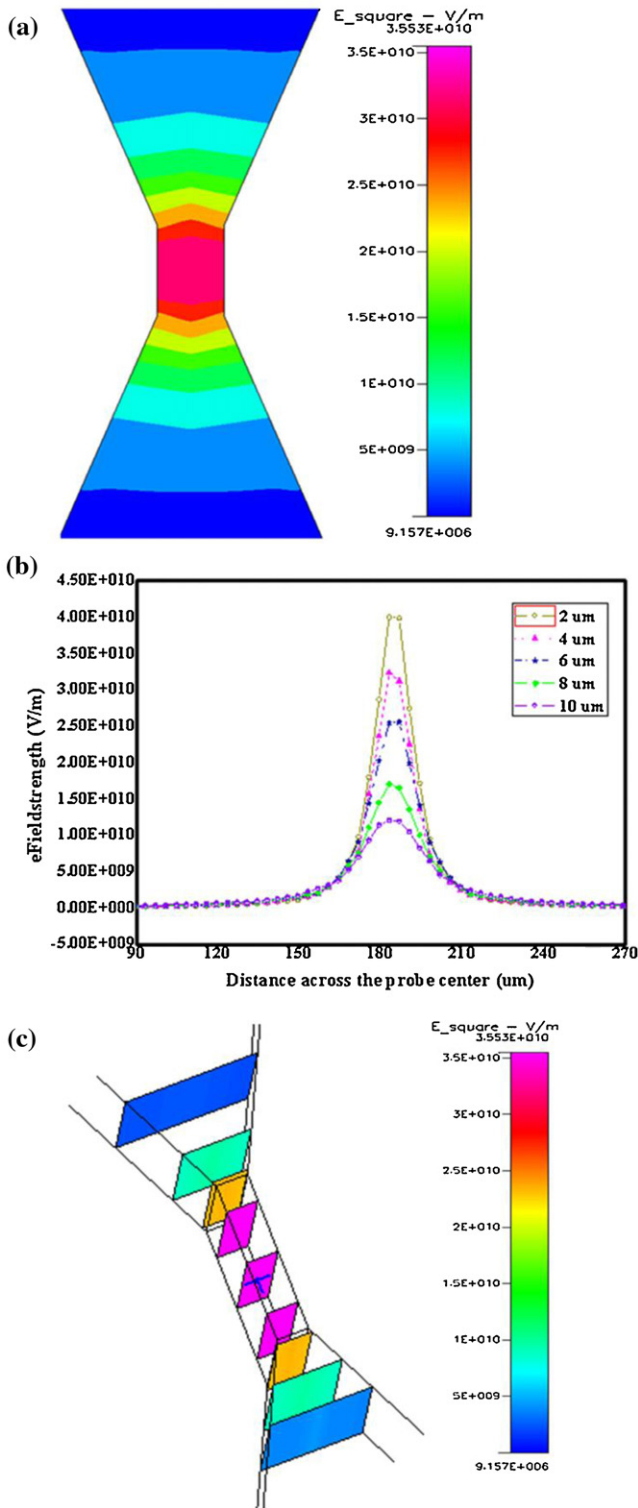 (a)
E_square - V/m
3.553E+010
3.5E+010
3E+010
2.5E+010
2E+010
1.5E+010
1E+010
5E+009
9.157E+006
(b)
4.50E+010
4.00E+010
3.50E+010
3.00E+010
2.50E+010
2.00E+010
1.50E+010
1.00E+010
5.00E+009
0.00E+000
-5.00E+009
eFieldstrength (V/m)
2 um
4 um
6 um
8 um
10 um
90 120 150 180 210 240 270
Distance across the probe center (um)
(c)
E_square - V/m
3.553E+010
3.5E+010
3E+010
2.5E+010
2E+010
1.5E+010
1E+010
5E+009
9.157E+006